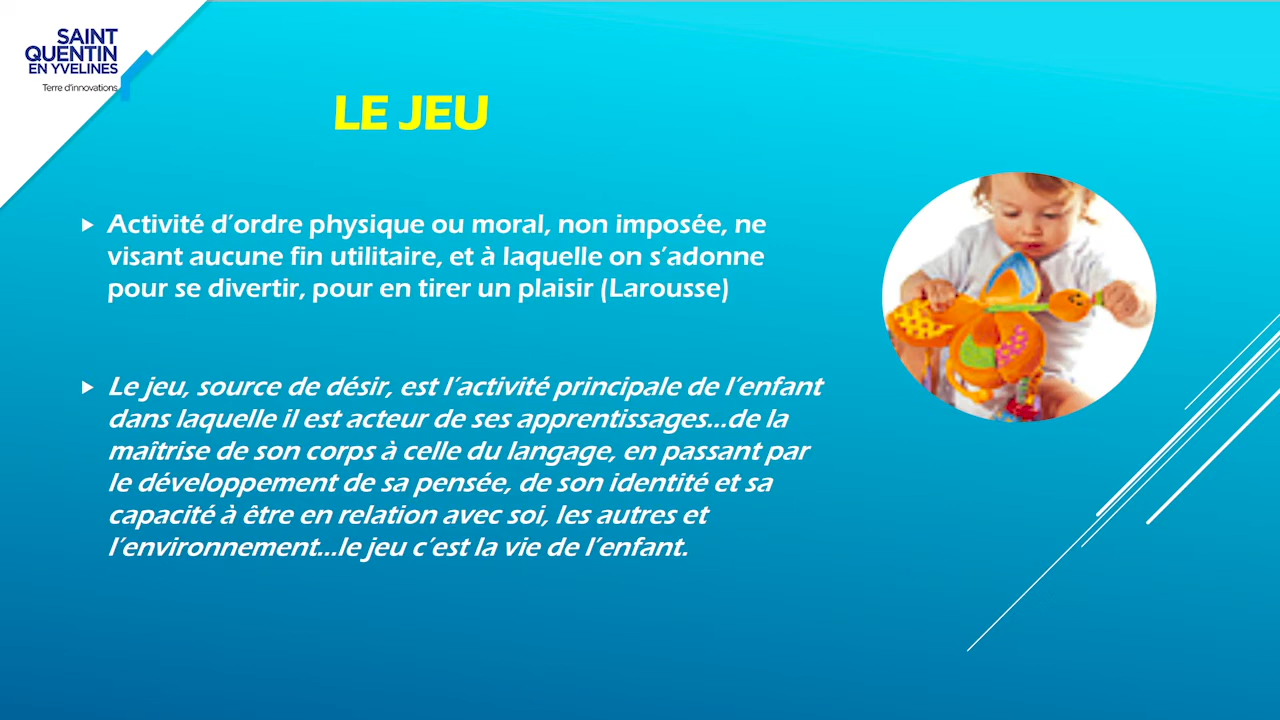 SAINT
QUENTIN
EN YVELINES
Terre d'innovations
LE JEU
Activité d'ordre physique ou moral, non imposée, ne
visant aucune fin utilitaire, et à laquelle on s'adonne
pour se divertir, pour en tirer un plaisir (Larousse)
Le jeu, source de désir, est l'activité principale de l'enfant
dans laquelle il est acteur de ses apprentissages...de la
maîtrise de son corps à celle du langage, en passant par
le développement de sa pensée, de son identité et sa
capacité à être en relation avec soi, les autres et
l'environnement...le jeu c'est la vie de l'enfant.